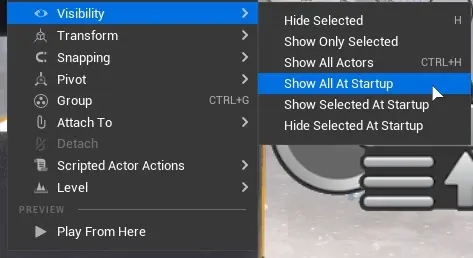 Visibility
Transform
Snapping
Pivot
Group CTRL+G
Attach To
Detach
Scripted Actor Actions
Level
PREVIEW
Play From Here
Hide Selected H
Show Only Selected
Show All Actors CTRL+H
Show All At Startup
Show Selected At Startup
Hide Selected At Startup